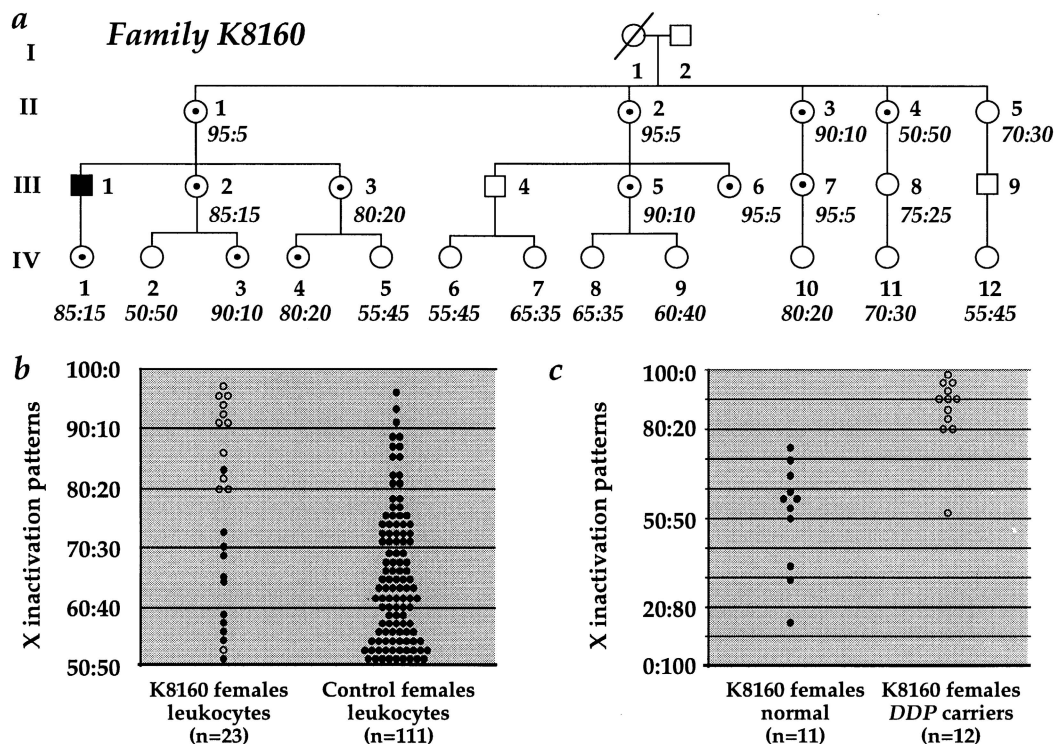 a Family K8160
I
1 2
II 1 2 3 4 5
95:5 95:5 90:10 50:50 70:30
III 1 2 3 4 5 6 7 8 9
85:15 80:20 90:10 95:5 95:5 75:25
IV
1 2 3 4 5 6 7 8 9 10 11 12
85:15 50:50 90:10 80:20 55:45 55:45 65:35 65:35 60:40 80:20 70:30 55:45
b
100:0
90:10
80:20
70:30
60:40
50:50
X inactivation patterns
K8160 females Control females
leukocytes leukocytes
(n=23) (n=111)
c
100:0
80:20
50:50
20:80
0:100
X inactivation patterns
K8160 females K8160 females
normal DDP carriers
(n=11) (n=12)